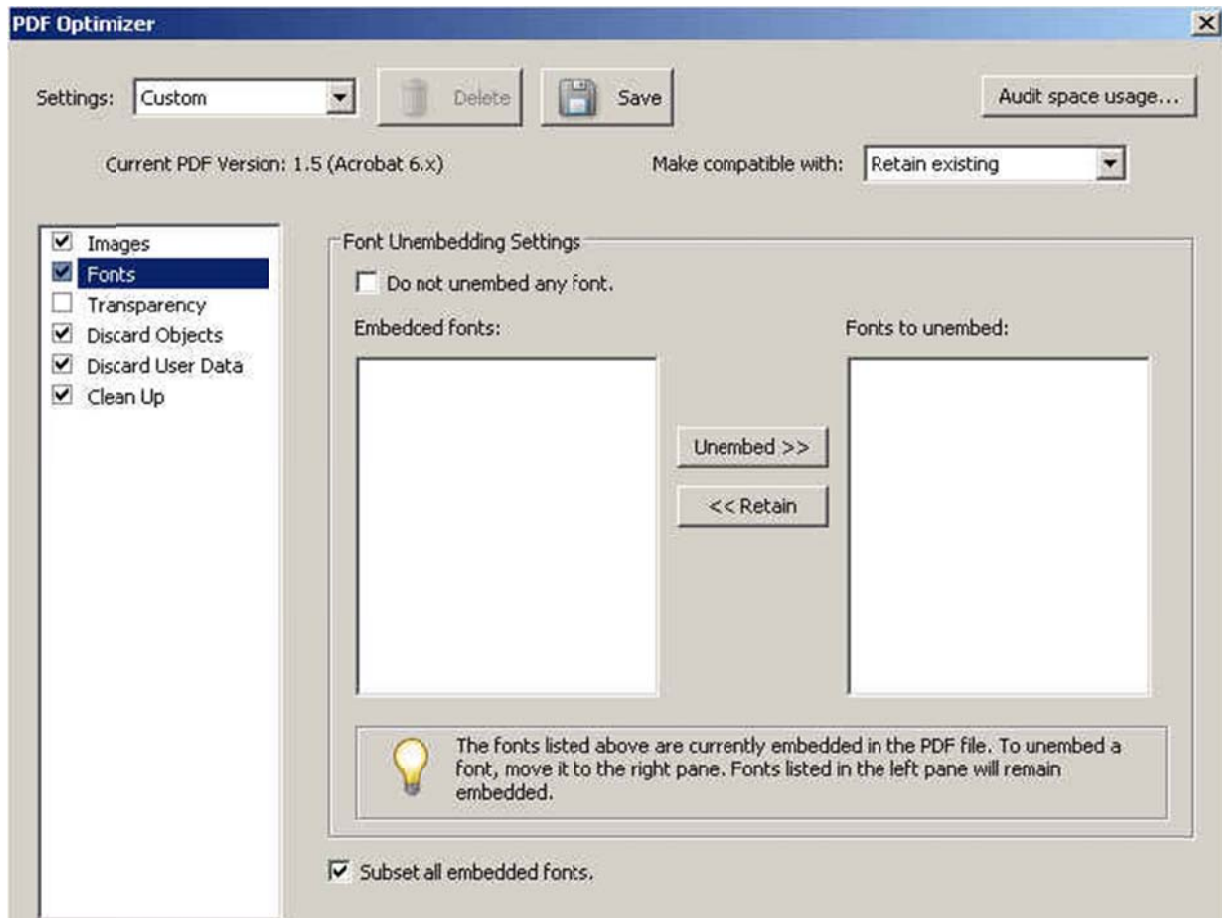 PDF Optimizer
Settings: Custom Delete Save Audit space usage...
Current PDF Version: 1.5 (Acrobat 6.x) Make compatible with: Retain existing
Images
Fonts
Transparency
Discard Objects
Discard User Data
Clean Up
Font Unembedding Settings
Do not unembed any font.
Embedced fonts: Fonts to unembed:
Unembed >>
<< Retain
The fonts listed above are currently embedded in the PDF file. To unembed a
font, move it to the right pane. Fonts listed in the left pane will remain
embedded.
Subset all embedded fonts.